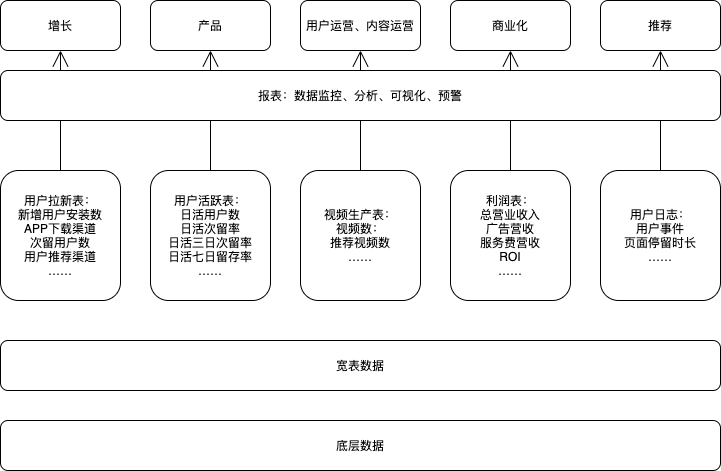 增长
产品
用户运营、内容运营
商业化
推荐
报表：数据监控、分析、可视化、预警
用户拉新表：
新增用户安装数
APP下载渠道
次留用户数
用户推荐渠道
……
用户活跃表：
日活用户数
日活次留率
日活三日次留率
日活七日留存率
……
视频生产表：
视频数：
推荐视频数
……
利润表：
总营业收入
广告营收
服务费营收
ROI
……
用户日志：
用户事件
页面停留时长
……
宽表数据
底层数据